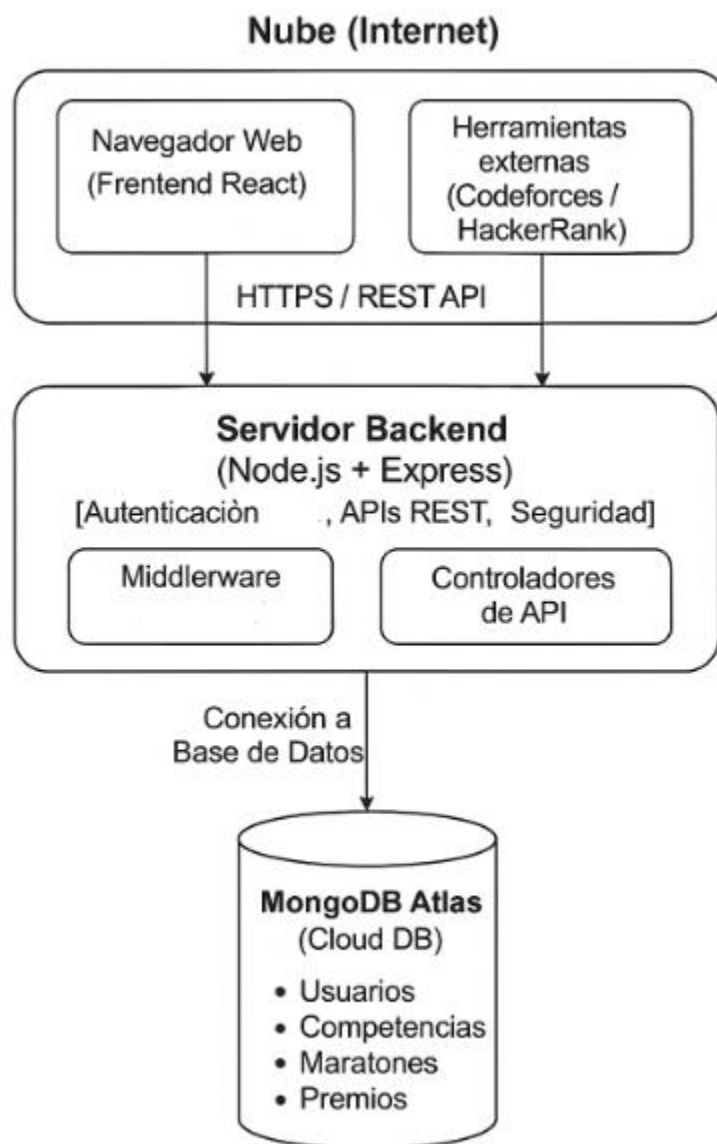 Nube (Internet)
Navegador Web
(Frentend React)
Herramientas
externas
(Codeforces /
HackerRank)
HTTPS / REST API
Servidor Backend
(Node.js + Express)
[Autenticaciòn , APIs REST, Seguridad]
Middlerware
Controladores
de API
Conexión a
Base de Datos
MongoDB Atlas
(Cloud DB)
• Usuarios
• Competencias
• Maratones
• Premios